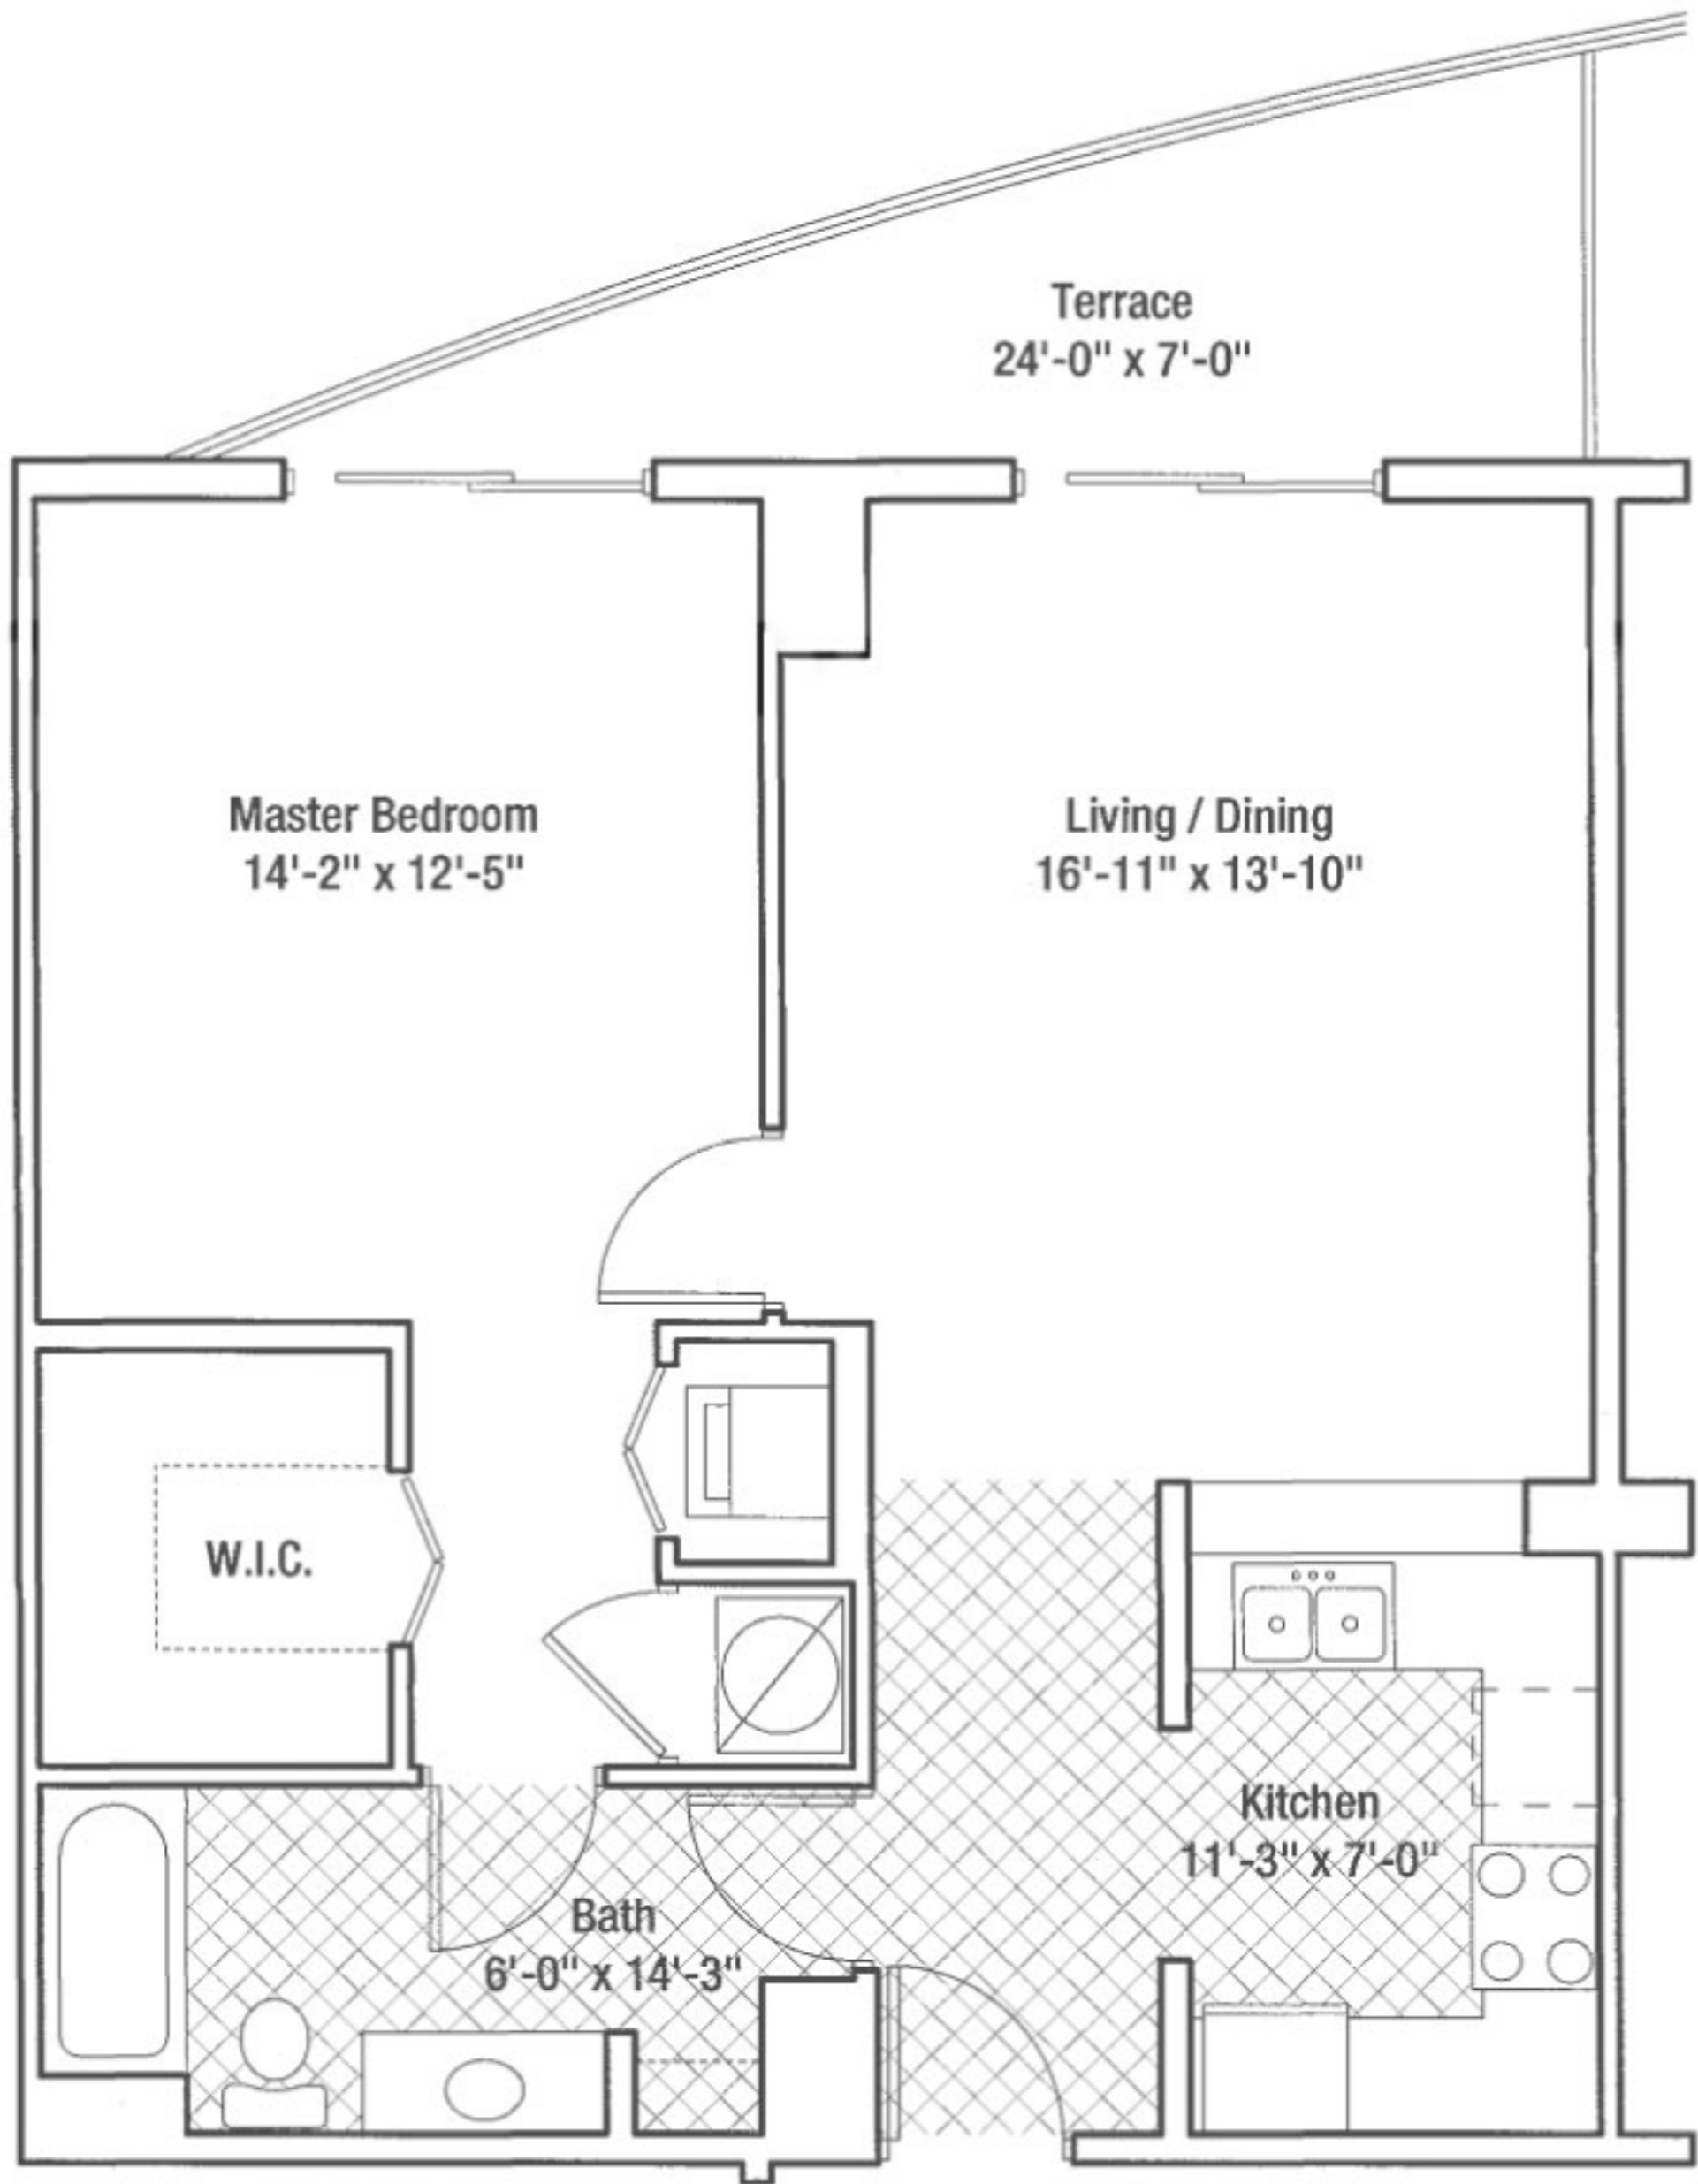 Terrace
24'-0" x 7'-0"
Master Bedroom
14'-2" x 12'-5"
Living / Dining
16'-11" x 13'-10"
W.I.C.
Kitchen
11'-3" x 7'-0"
Bath
6'-0" x 14'-3"